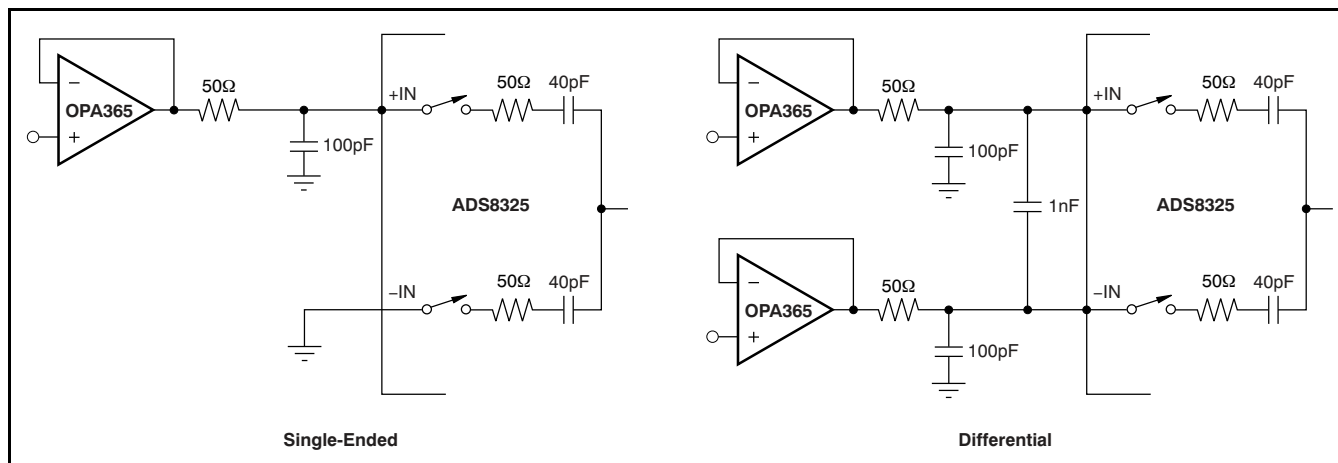 50Ω
−
OPA365
+
100pF
+IN
50Ω
40pF
ADS8325
−IN
50Ω
40pF
Single-Ended
50Ω
−
OPA365
+
100pF
+IN
50Ω
40pF
1nF
ADS8325
50Ω
−
OPA365
+
100pF
−IN
50Ω
40pF
Differential